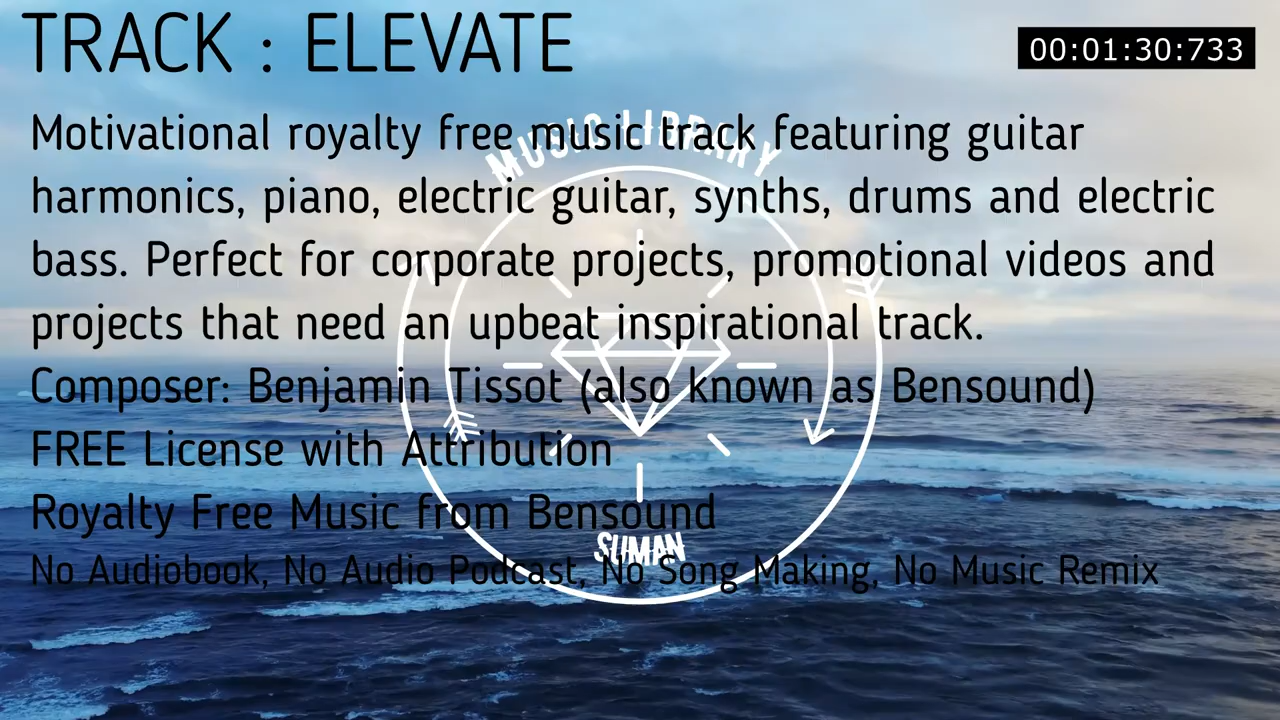 TRACK : ELEVATE
00:01:30:733
MUSIC LIBRARY
Motivational royalty free music track featuring guitar
harmonics, piano, electric guitar, synths, drums and electric
bass. Perfect for corporate projects, promotional videos and
projects that need an upbeat inspirational track.
Composer: Benjamin Tissot (also known as Bensound)
FREE License with Attribution
Royalty Free Music from Bensound
SUMAN
No Audiobook, No Audio Podcast, No Song Making, No Music Remix